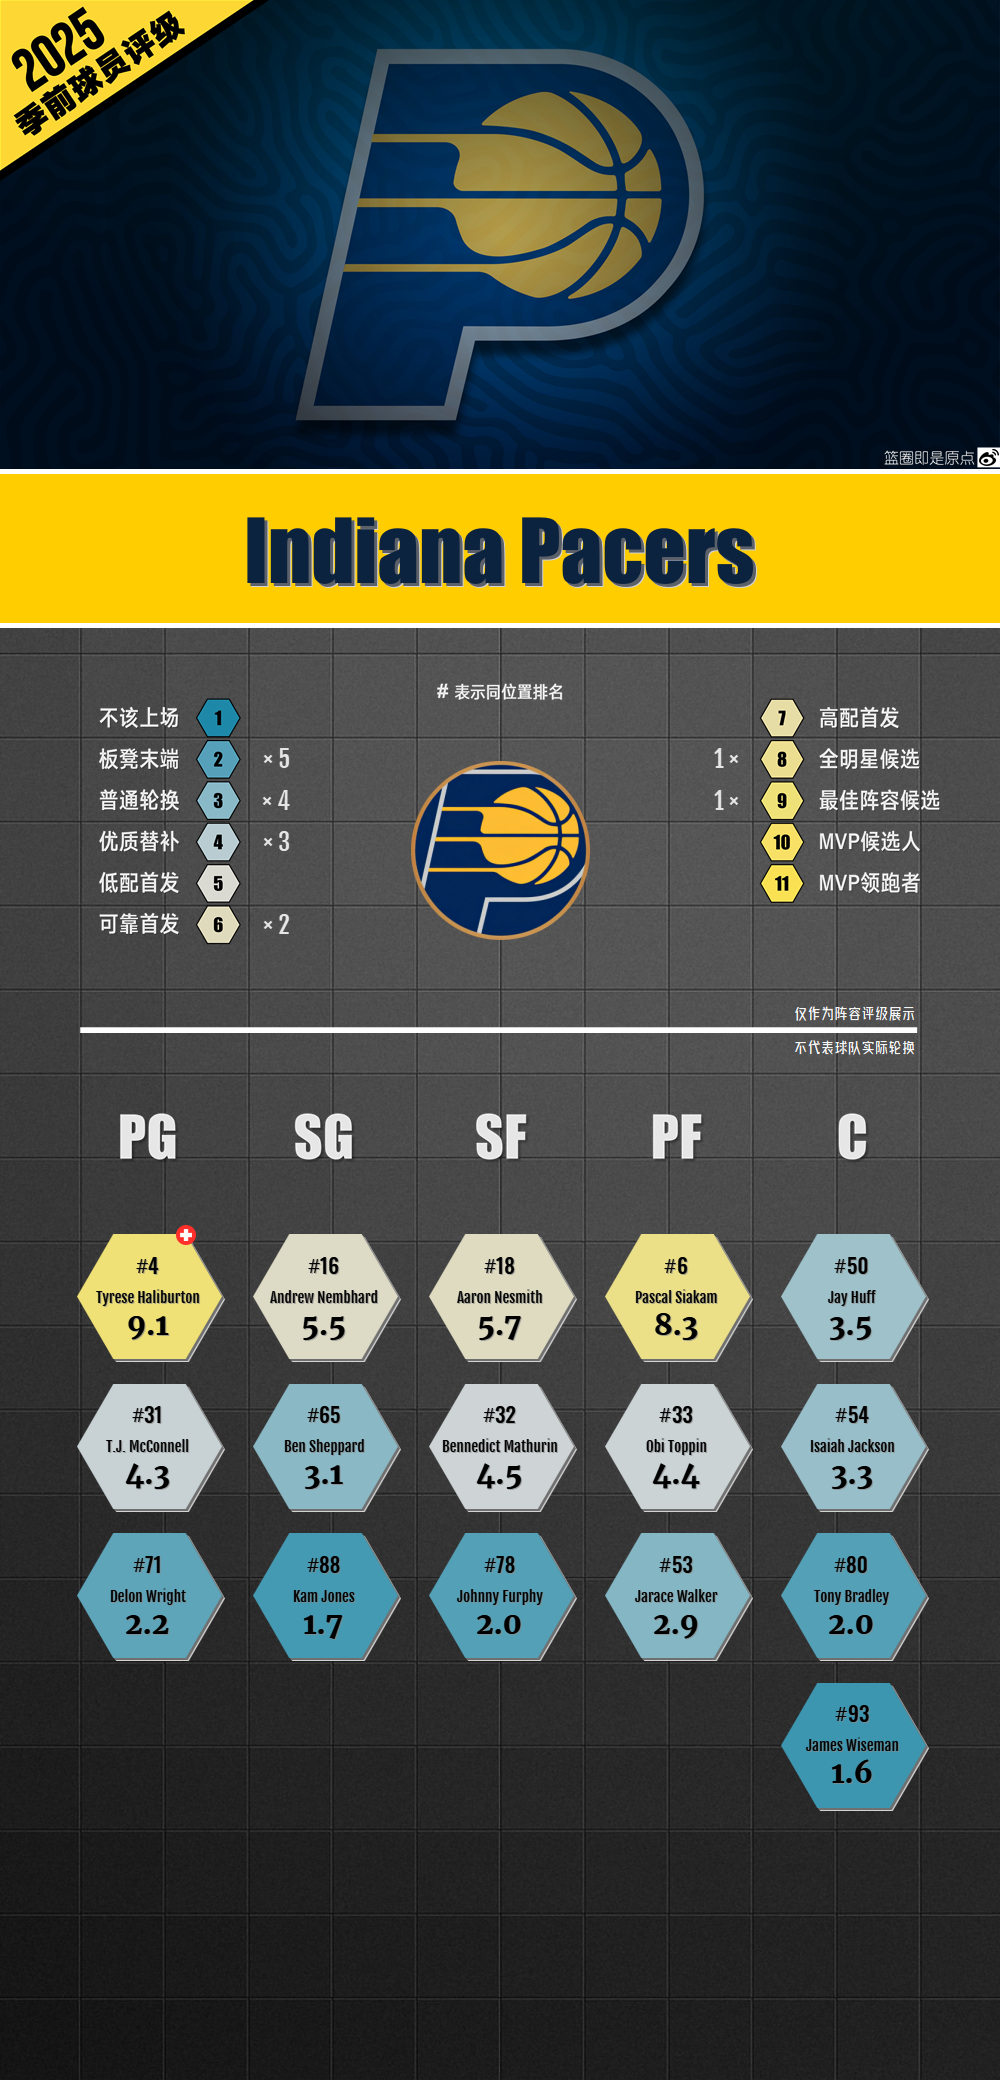 2025
季前球员评级
篮圈即是原点
Indiana Pacers
# 表示同位置排名
不该上场 1
板凳末端 2 ×5
普通轮换 3 ×4
优质替补 4 ×3
低配首发 5
可靠首发 6 ×2
7 高配首发
1× 8 全明星候选
1× 9 最佳阵容候选
10 MVP候选人
11 MVP领跑者
仅作为阵容评级展示
不代表球队实际轮换
PG SG SF PF C
#4 #16 #18 #6 #50
Tyrese Haliburton Andrew Nembhard Aaron Nesmith Pascal Siakam Jay Huff
9.1 5.5 5.7 8.3 3.5
#31 #65 #32 #33 #54
T.J. McConnell Ben Sheppard Bennedict Mathurin Obi Toppin Isaiah Jackson
4.3 3.1 4.5 4.4 3.3
#71 #88 #78 #53 #80
Delon Wright Kam Jones Johnny Furphy Jarace Walker Tony Bradley
2.2 1.7 2.0 2.9 2.0
#93
James Wiseman
1.6